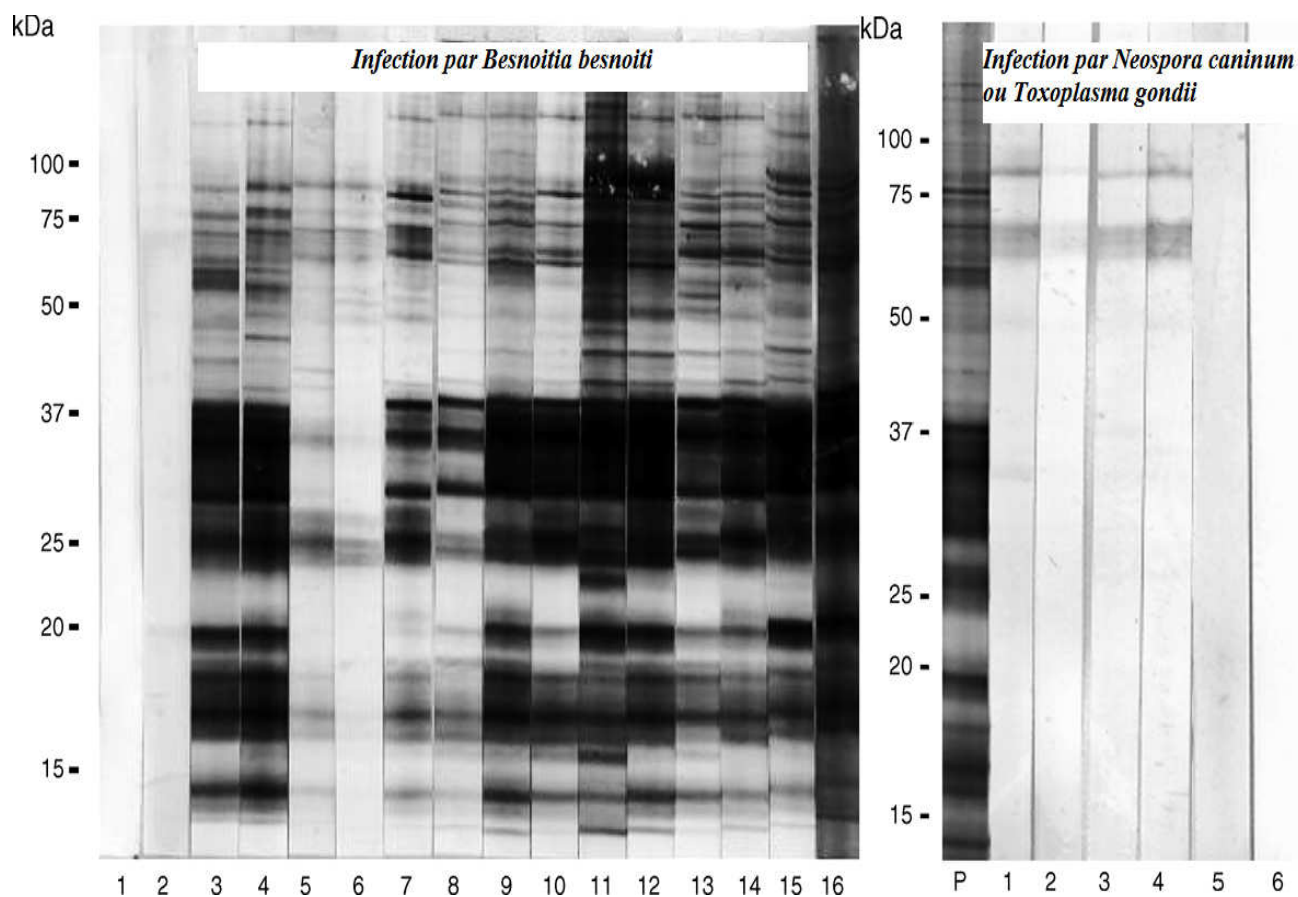 kDa
Infection par Besnoitia besnoiti
100
75
50
37
25
20
15
1 2 3 4 5 6 7 8 9 10 11 12 13 14 15 16
kDa
Infection par Neospora caninum
ou Toxoplasma gondii
100
75
50
37
25
20
15
P 1 2 3 4 5 6